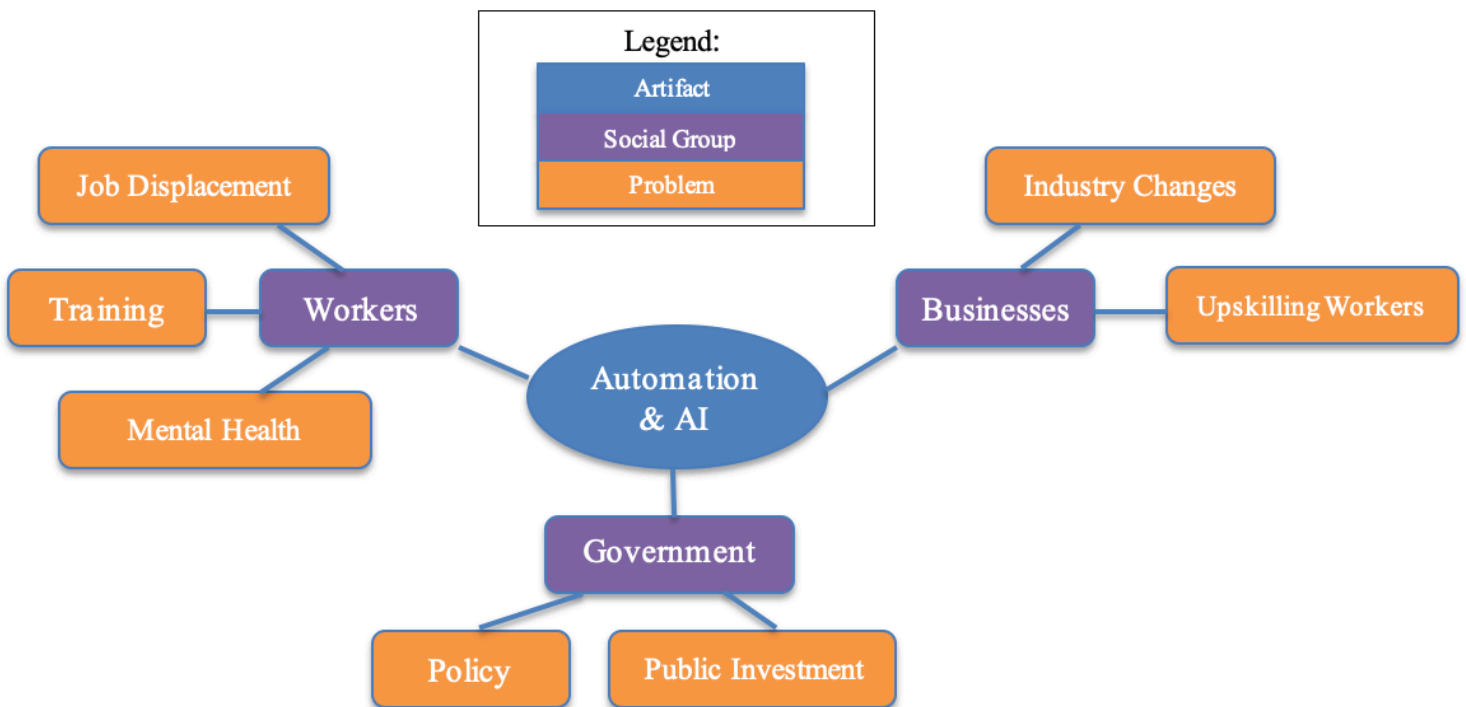 Legend:
Artifact
Social Group
Problem
Job Displacement
Industry Changes
Training
Workers
Businesses
Upskilling Workers
Automation
& AI
Mental Health
Government
Policy
Public Investment